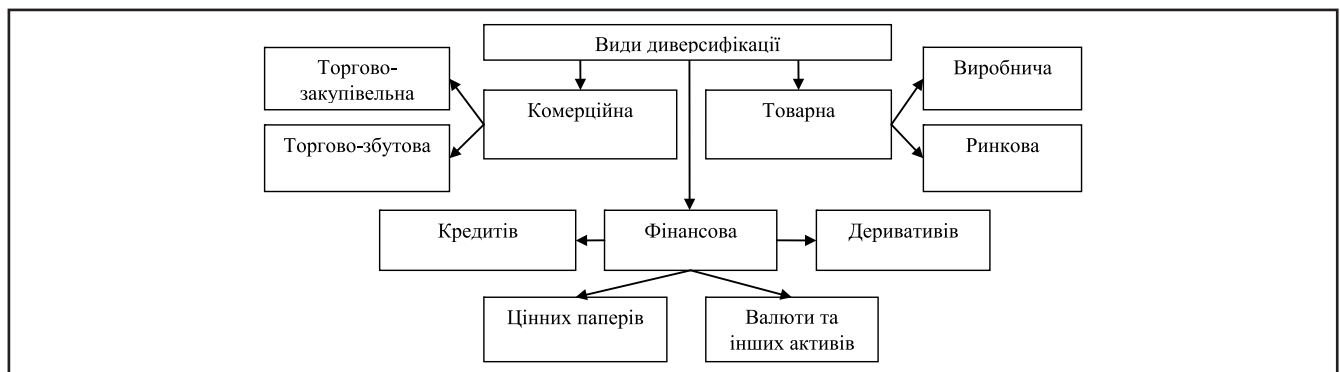 Види диверсифікації
Торгово-
закупівельна
Комерційна
Товарна
Виробнича
Торгово-збутова
Ринкова
Кредитів
Фінансова
Деривативів
Цінних паперів
Валюти та
інших активів